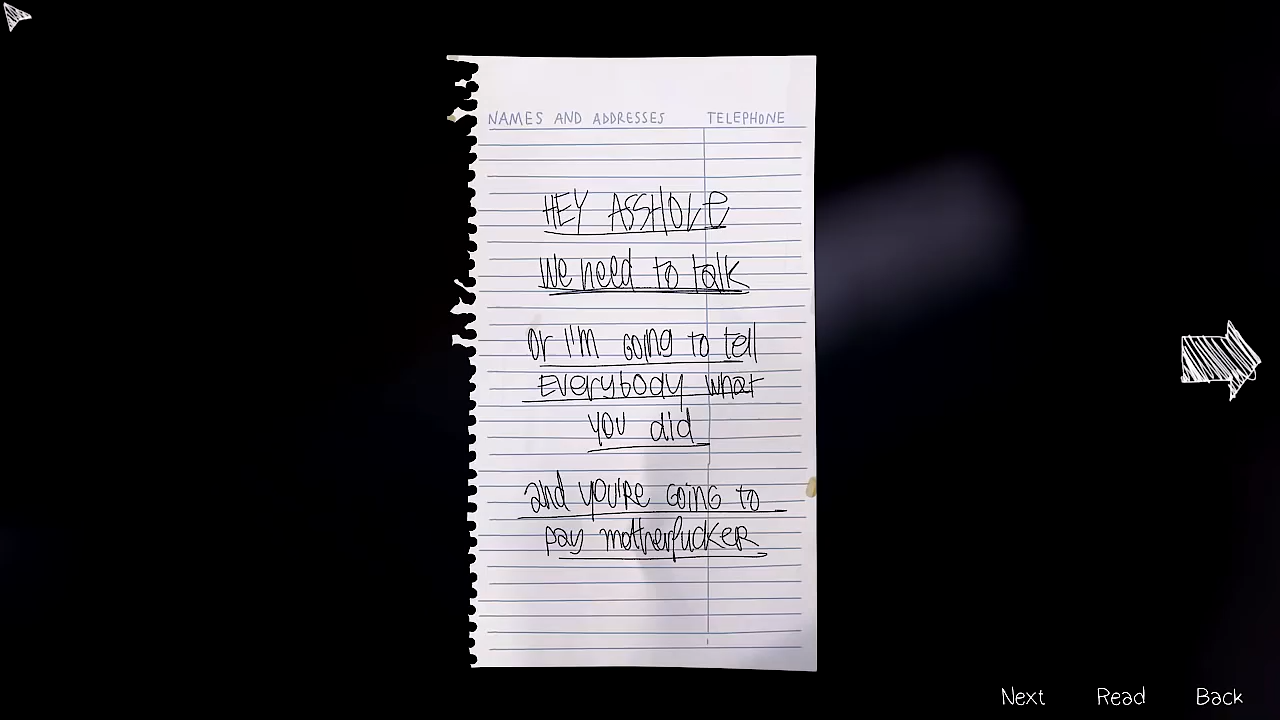 NAMES AND ADDRESSES TELEPHONE
HEY ASSHOLE
We need to talk
Or I'm going to tell
Everybody what
you did
and you're going to
pay motherfucker
Next Read Back